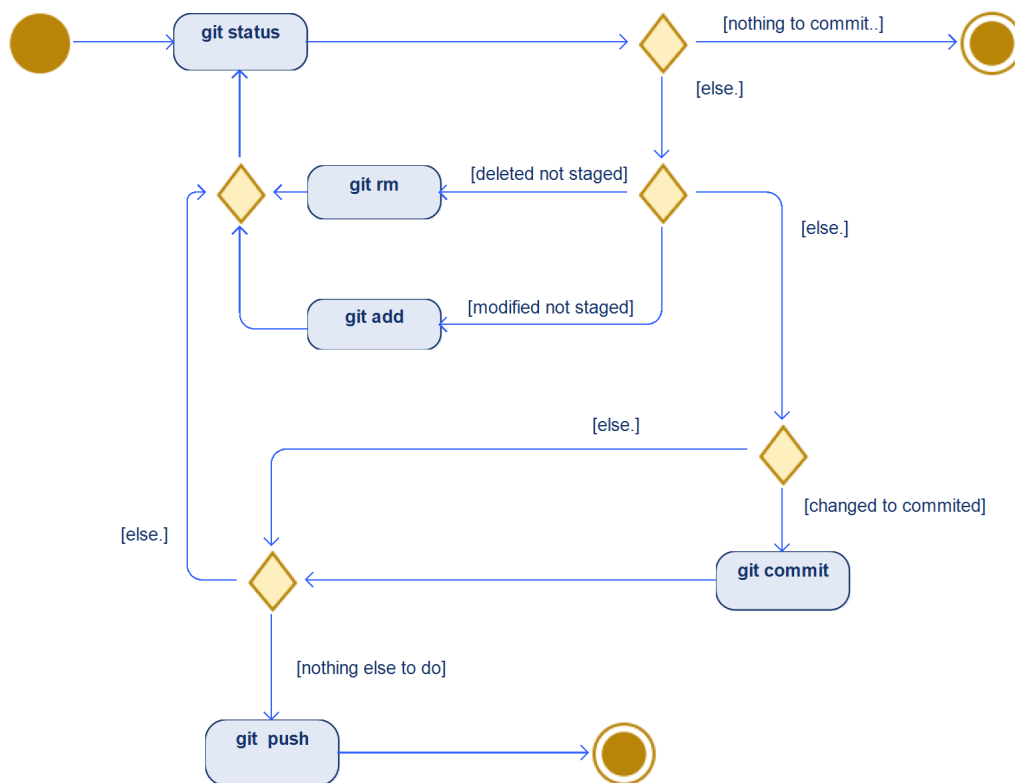 git status
[nothing to commit..]
[else.]
git rm
[deleted not staged]
[else.]
git add
[modified not staged]
[else.]
[changed to commited]
[else.]
git commit
[nothing else to do]
git  push